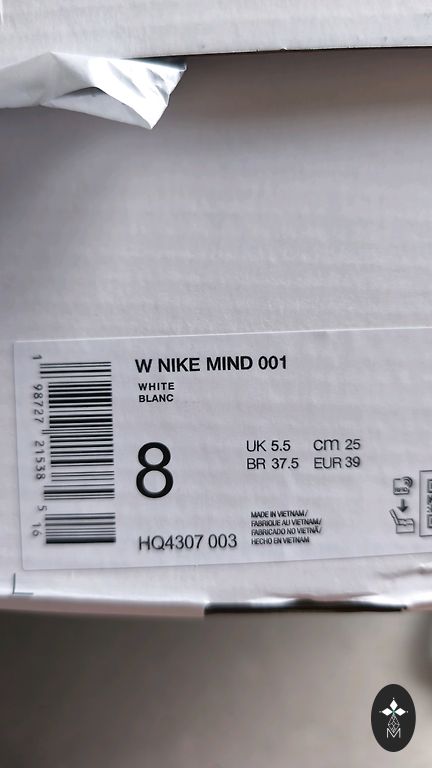 W NIKE MIND 001
WHITE
BLANC
8
UK 5.5 CM 25
BR 37.5 EUR 39
HQ4307 003
MADE IN VIETNAM/
FABRIQUE AU VIETNAM/
FABRICADO NO VIETNÃ/
HECHO EN VIETNAM
1 98727 21538 5 16
M